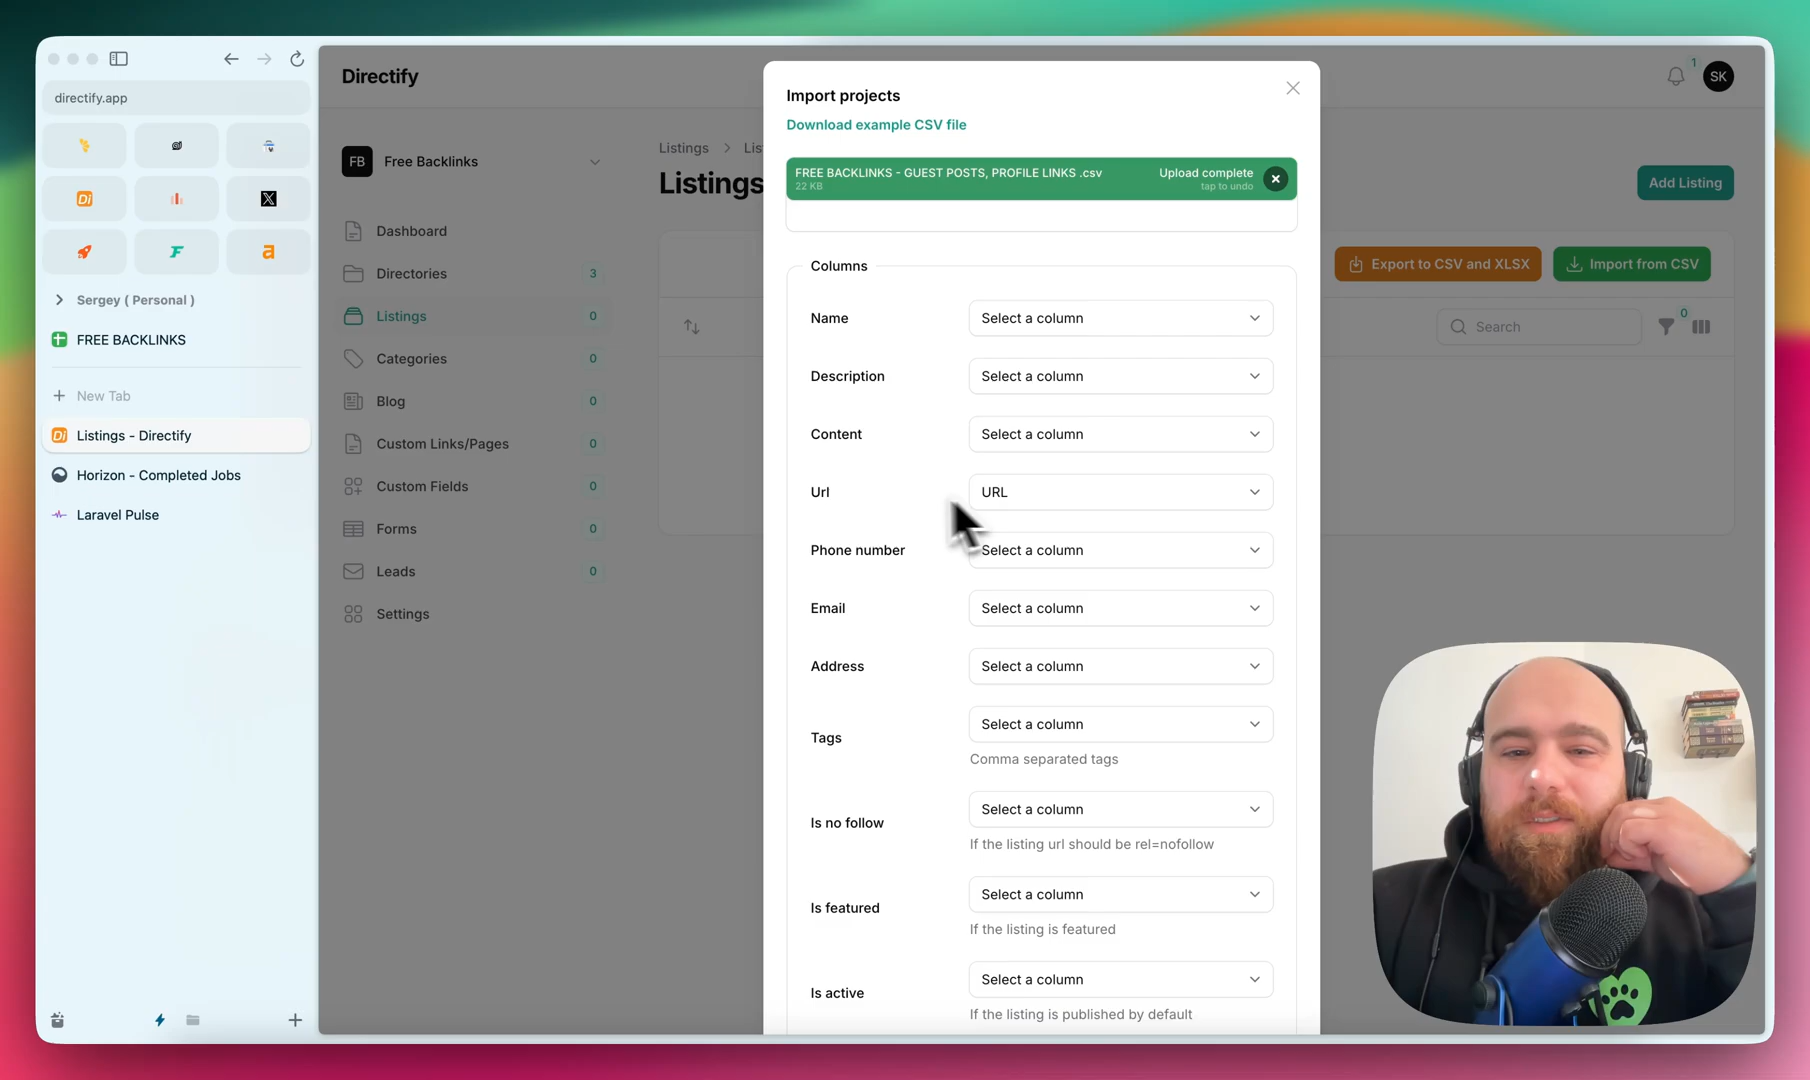 directify.app
Sergey ( Personal )
FREE BACKLINKS
New Tab
Listings - Directify
Horizon - Completed Jobs
Laravel Pulse
Directify
1
SK
FB
Free Backlinks
Dashboard
Directories
3
Listings
0
Categories
0
Blog
0
Custom Links/Pages
0
Custom Fields
0
Forms
0
Leads
0
Settings
Listings
Lis
Listings
Add Listing
Export to CSV and XLSX
Import from CSV
Search
0
Import projects
Download example CSV file
FREE BACKLINKS - GUEST POSTS, PROFILE LINKS .csv
22 KB
Upload complete
tap to undo
Columns
Name
Select a column
Description
Select a column
Content
Select a column
Url
URL
Phone number
Select a column
Email
Select a column
Address
Select a column
Tags
Select a column
Comma separated tags
Is no follow
Select a column
If the listing url should be rel=nofollow
Is featured
Select a column
If the listing is featured
Is active
Select a column
If the listing is published by default